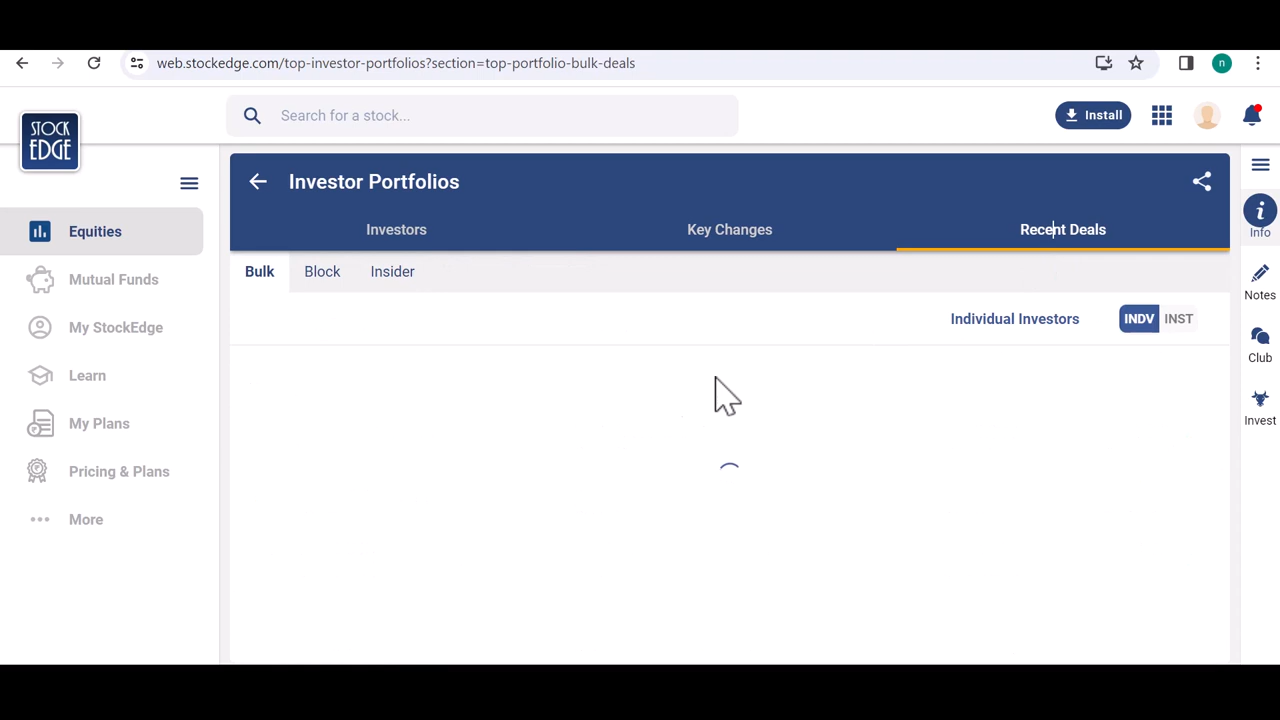 web.stockedge.com/top-investor-portfolios?section=top-portfolio-bulk-deals
n
STOCK
EDGE
Search for a stock...
Install
Investor Portfolios
Investors
Key Changes
Recent Deals
Bulk
Block
Insider
Individual Investors
INDV
INST
Equities
Mutual Funds
My StockEdge
Learn
My Plans
Pricing & Plans
More
Info
Notes
Club
Invest